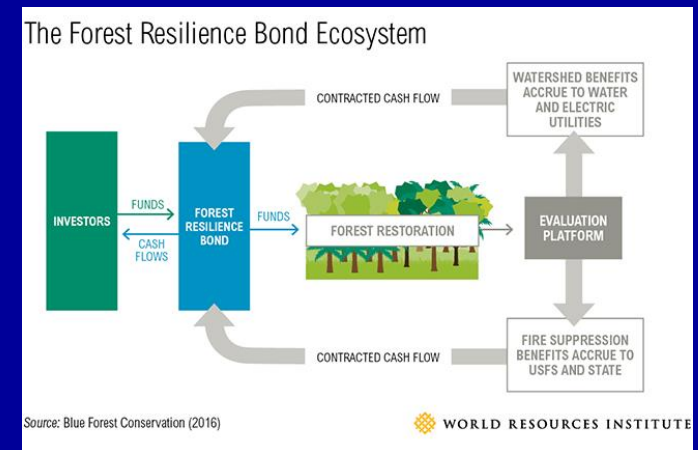 The Forest Resilience Bond Ecosystem
WATERSHED BENEFITS
ACCRUE TO WATER
AND ELECTRIC
UTILITIES
CONTRACTED CASH FLOW
INVESTORS
FUNDS
CASH
FLOWS
FOREST
RESILIENCE
BOND
FUNDS
FOREST RESTORATION
EVALUATION
PLATFORM
CONTRACTED CASH FLOW
FIRE SUPPRESSION
BENEFITS ACCRUE TO
USFS AND STATE
Source: Blue Forest Conservation (2016)
WORLD RESOURCES INSTITUTE